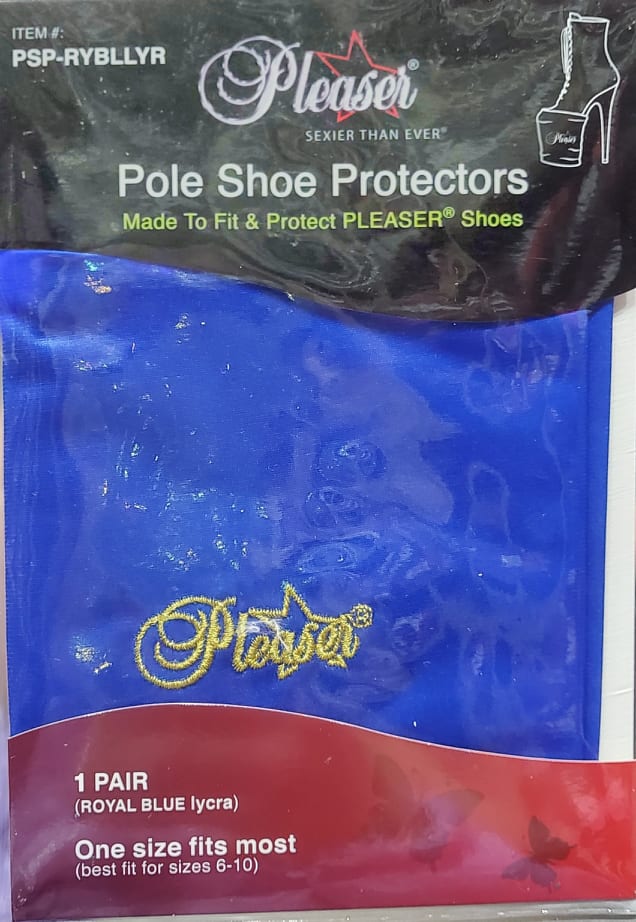 ITEM #:
PSP-RYBLLYR
Pleaser®
SEXIER THAN EVER®
Pleaser
Pole Shoe Protectors
Made To Fit & Protect PLEASER® Shoes
Pleaser®
1 PAIR
(ROYAL BLUE lycra)
One size fits most
(best fit for sizes 6-10)